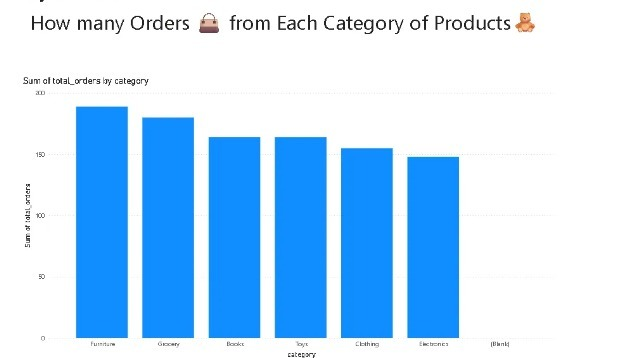 How many Orders 👜 from Each Category of Products🧸
Sum of total_orders by category
200
150
100
50
0
Sum of total_orders
Furniture Grocery Books Toys Clothing Electronics (Blank)
category